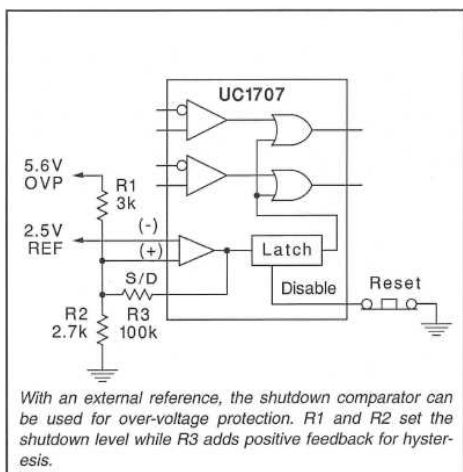 UC1707
5.6V
OVP
R1
3k
2.5V
REF
(-)
(+)
S/D
Latch
Disable
Reset
R2
2.7k
R3
100k
With an external reference, the shutdown comparator can
be used for over-voltage protection. R1 and R2 set the
shutdown level while R3 adds positive feedback for hyster-
esis.